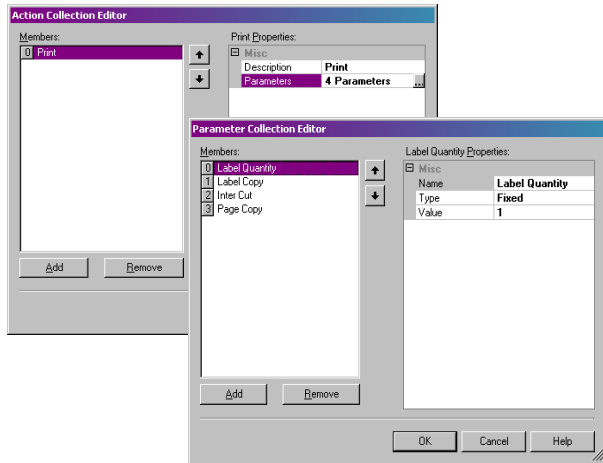 Action Collection Editor
Members:
Print Properties:
0 Print
Misc
Description Print
Parameters 4 Parameters ...
Add Remove
Parameter Collection Editor
Members:
Label Quantity Properties:
0 Label Quantity
1 Label Copy
2 Inter Cut
3 Page Copy
Misc
Name Label Quantity
Type Fixed
Value 1
Add Remove
OK Cancel Help